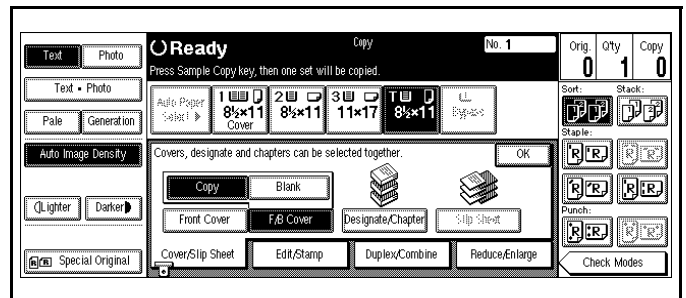 Text Photo
Text • Photo
Pale Generation
Auto Image Density
Lighter Darker
Special Original
Ready Copy No. 1
Press Sample Copy key, then one set will be copied.
Auto Paper Select
1 8½×11 Cover
2 8½×11
3 11×17
T 8½×11
Bypass
Covers, designate and chapters can be selected together. OK
Copy Blank
Front Cover F/B Cover Designate/Chapter Slip Sheet
Cover/Slip Sheet Edit/Stamp Duplex/Combine Reduce/Enlarge
Orig. Q'ty Copy
0 1 0
Sort: Stack:
Staple:
Punch:
Check Modes